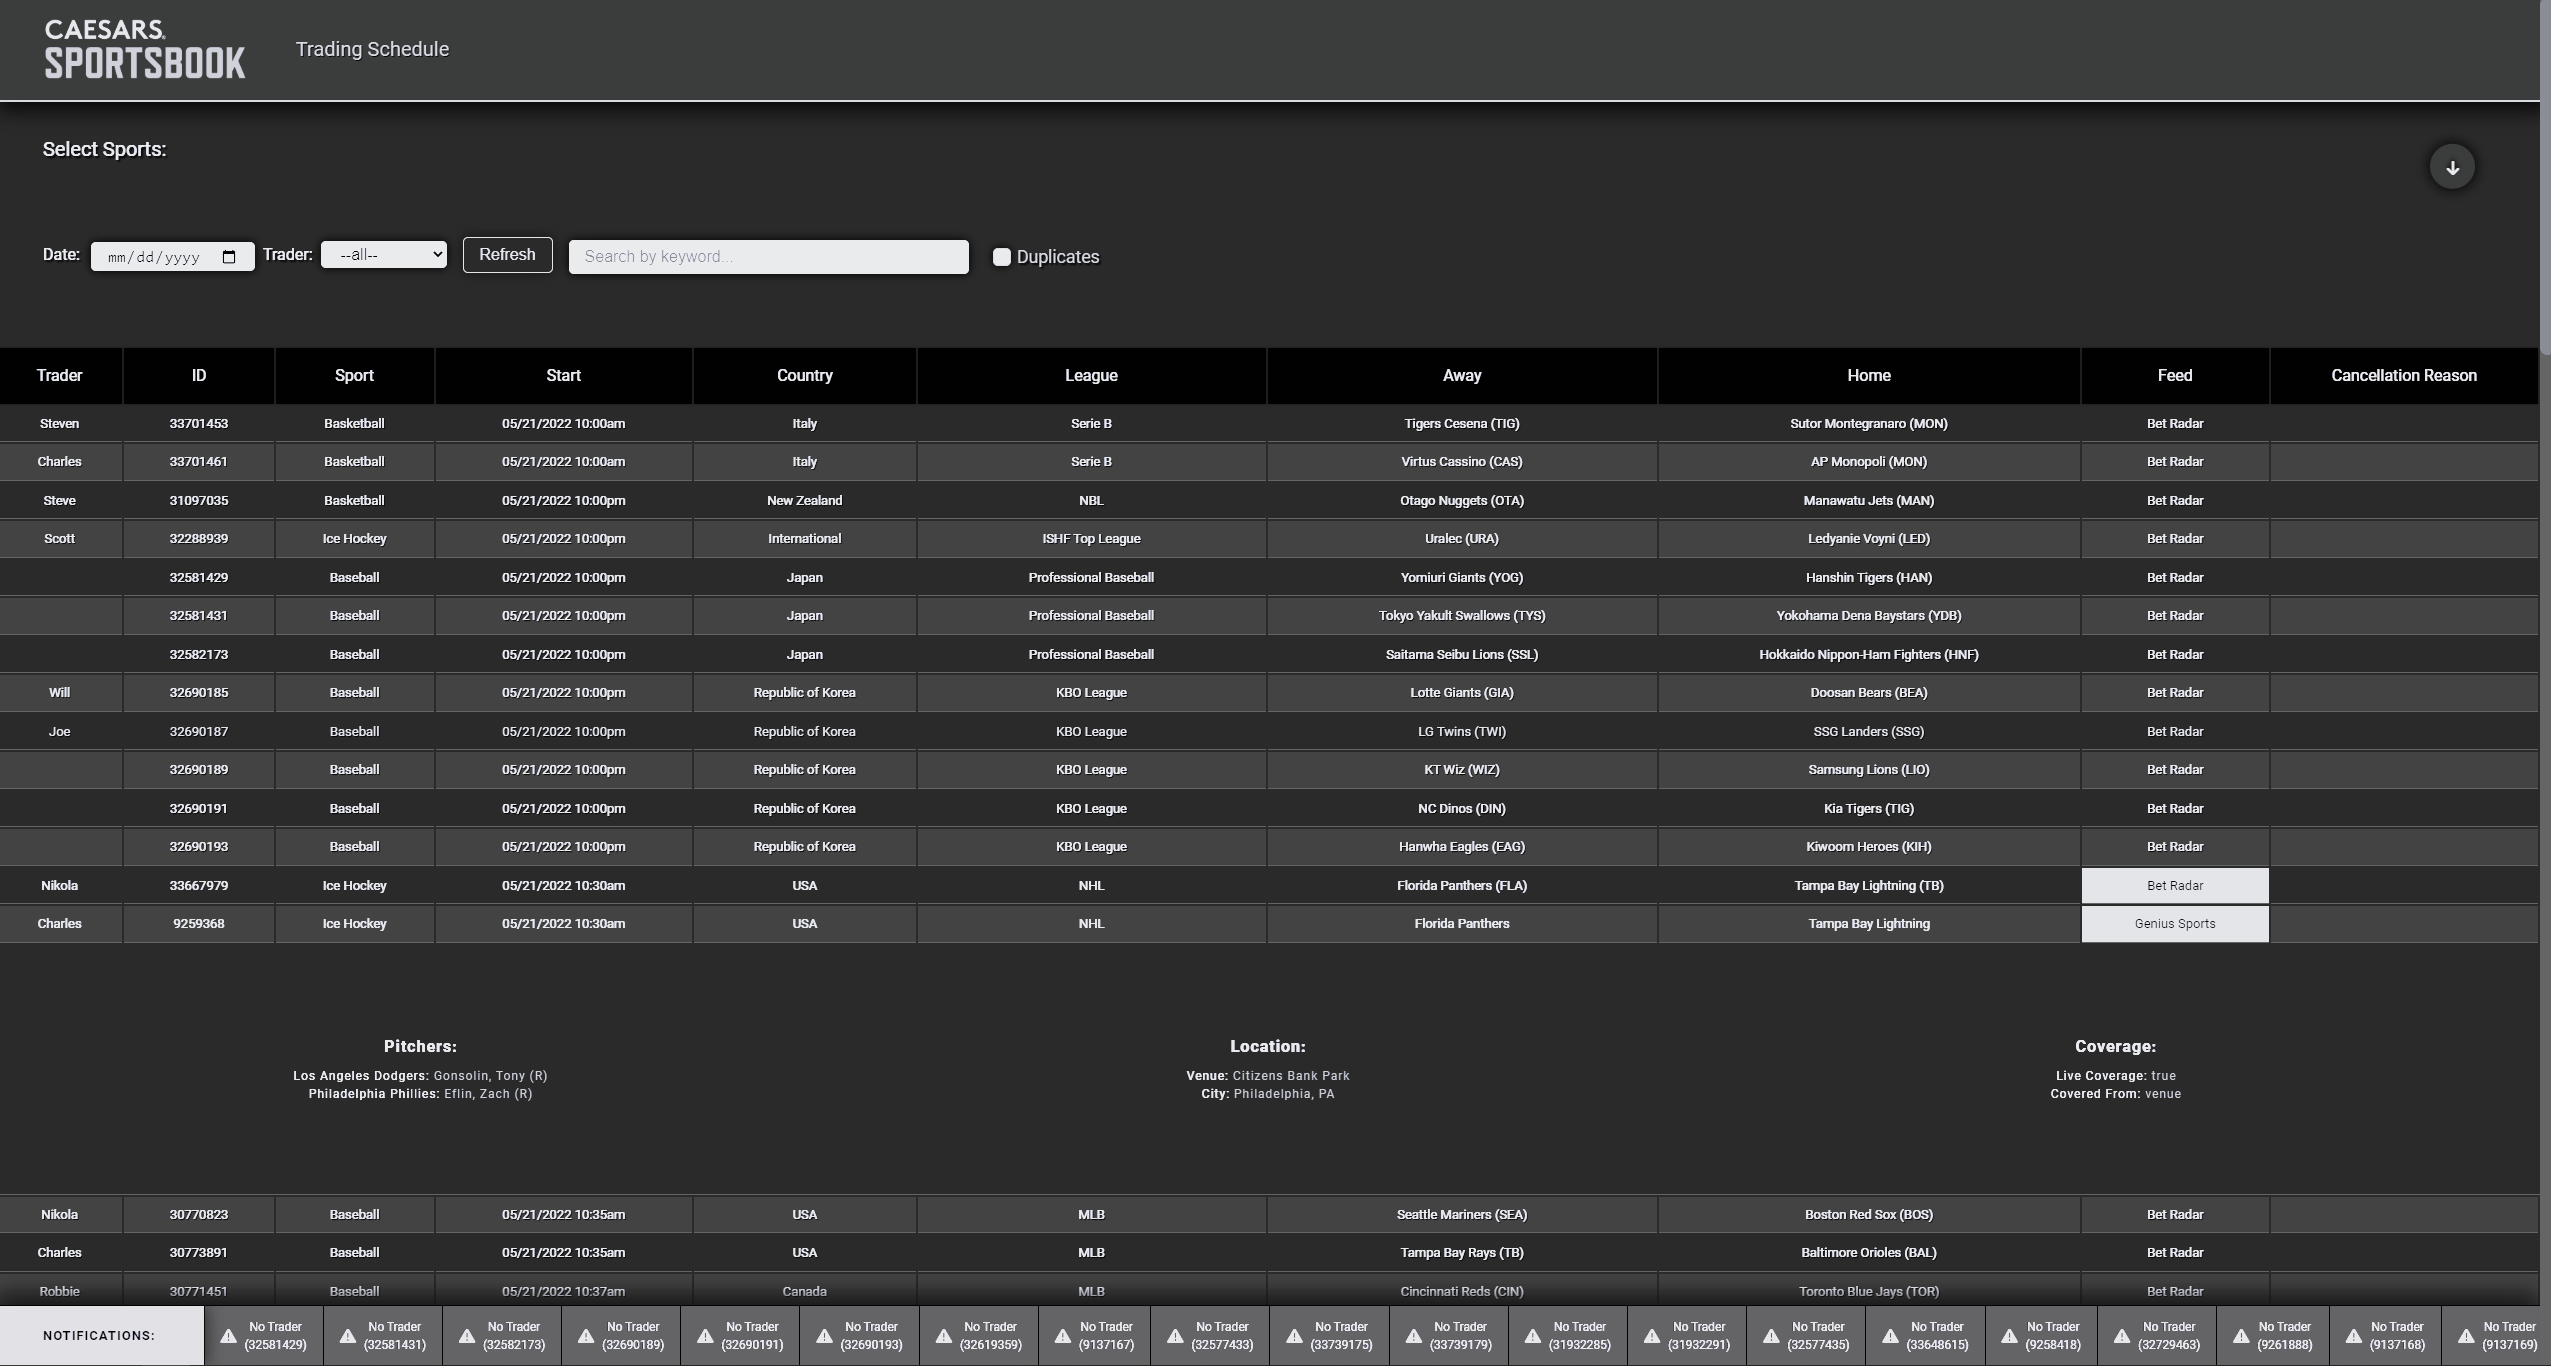 CAESARS
SPORTSBOOK
Trading Schedule
Select Sports:
Date: mm/dd/yyyy Trader: --all-- Refresh Search by keyword... Duplicates
Trader ID Sport Start Country League Away Home Feed Cancellation Reason
Steven 33701453 Basketball 05/21/2022 10:00am Italy Serie B Tigers Cesena (TIG) Sutor Montegranaro (MON) Bet Radar
Charles 33701461 Basketball 05/21/2022 10:00am Italy Serie B Virtus Cassino (CAS) AP Monopoli (MON) Bet Radar
Steve 31097035 Basketball 05/21/2022 10:00pm New Zealand NBL Otago Nuggets (OTA) Manawatu Jets (MAN) Bet Radar
Scott 32288939 Ice Hockey 05/21/2022 10:00pm International ISHF Top League Uralec (URA) Ledyanie Voyni (LED) Bet Radar
32581429 Baseball 05/21/2022 10:00pm Japan Professional Baseball Yomiuri Giants (YOG) Hanshin Tigers (HAN) Bet Radar
32581431 Baseball 05/21/2022 10:00pm Japan Professional Baseball Tokyo Yakult Swallows (TYS) Yokohama Dena Baystars (YDB) Bet Radar
32582173 Baseball 05/21/2022 10:00pm Japan Professional Baseball Saitama Seibu Lions (SSL) Hokkaido Nippon-Ham Fighters (HNF) Bet Radar
Will 32690185 Baseball 05/21/2022 10:00pm Republic of Korea KBO League Lotte Giants (GIA) Doosan Bears (BEA) Bet Radar
Joe 32690187 Baseball 05/21/2022 10:00pm Republic of Korea KBO League LG Twins (TWI) SSG Landers (SSG) Bet Radar
32690189 Baseball 05/21/2022 10:00pm Republic of Korea KBO League KT Wiz (WIZ) Samsung Lions (LIO) Bet Radar
32690191 Baseball 05/21/2022 10:00pm Republic of Korea KBO League NC Dinos (DIN) Kia Tigers (TIG) Bet Radar
32690193 Baseball 05/21/2022 10:00pm Republic of Korea KBO League Hanwha Eagles (EAG) Kiwoom Heroes (KIH) Bet Radar
Nikola 33667979 Ice Hockey 05/21/2022 10:30am USA NHL Florida Panthers (FLA) Tampa Bay Lightning (TB) Bet Radar
Charles 9259368 Ice Hockey 05/21/2022 10:30am USA NHL Florida Panthers Tampa Bay Lightning Genius Sports
Pitchers: Location: Coverage:
Los Angeles Dodgers: Gonsolin, Tony (R) Venue: Citizens Bank Park Live Coverage: true
Philadelphia Phillies: Eflin, Zach (R) City: Philadelphia, PA Covered From: venue
Nikola 30770823 Baseball 05/21/2022 10:35am USA MLB Seattle Mariners (SEA) Boston Red Sox (BOS) Bet Radar
Charles 30773891 Baseball 05/21/2022 10:35am USA MLB Tampa Bay Rays (TB) Baltimore Orioles (BAL) Bet Radar
Robbie 30771451 Baseball 05/21/2022 10:37am Canada MLB Cincinnati Reds (CIN) Toronto Blue Jays (TOR) Bet Radar
NOTIFICATIONS:
No Trader No Trader No Trader No Trader No Trader No Trader No Trader No Trader No Trader No Trader No Trader No Trader No Trader No Trader No Trader No Trader No Trader No Trader No Trader No Trader
(32581429) (32581431) (32582173) (32690189) (32690191) (32690193) (32619359) (9137167) (32577433) (33739175) (33739179) (31932285) (31932291) (32577435) (33648615) (9258418) (32729463) (9261888) (9137168) (9137169)